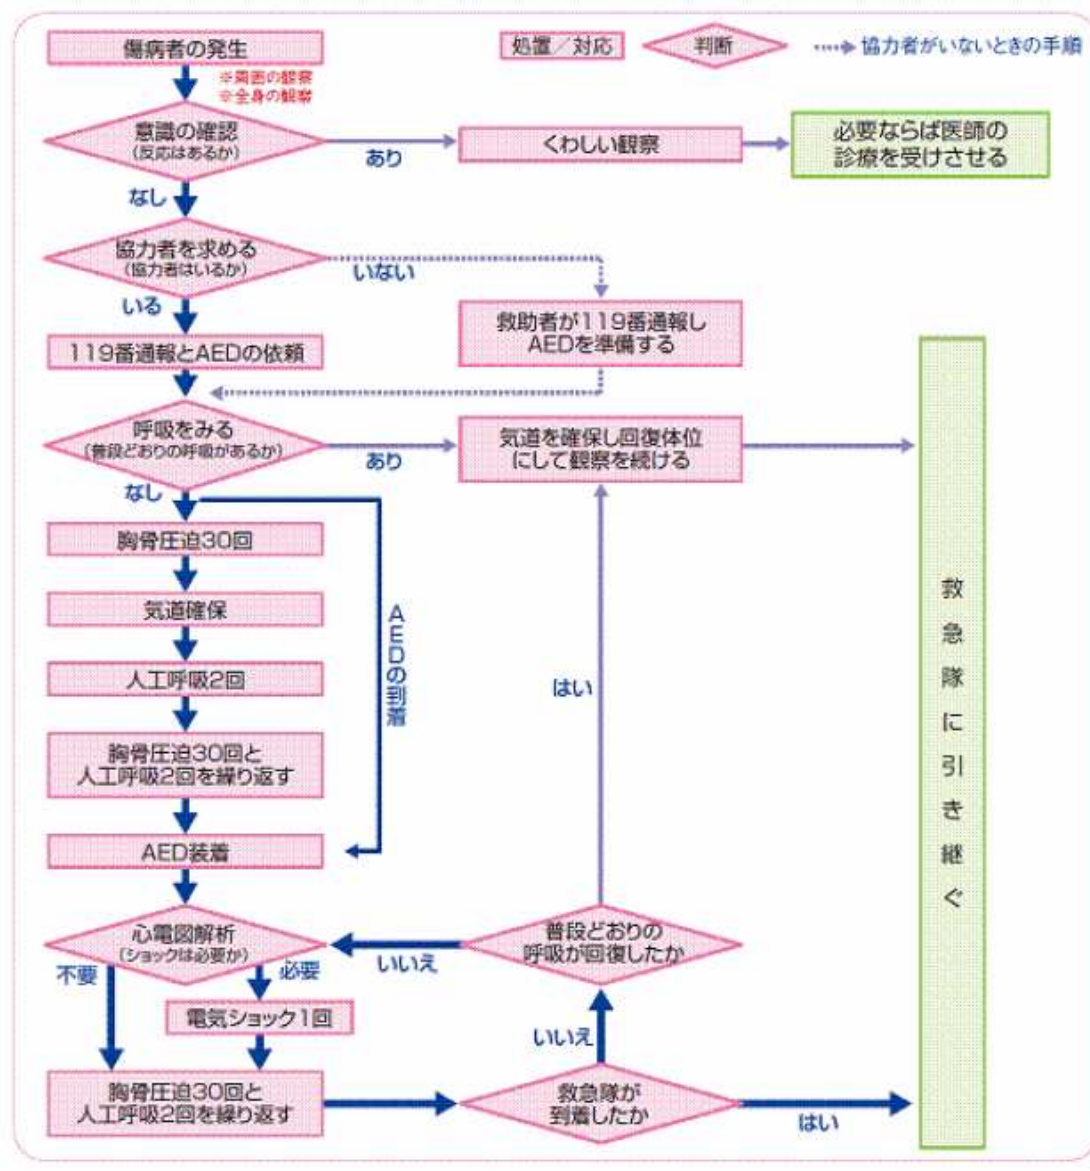 傷病者の発生
処置／対応
判断
協力者がいないときの手順
※周囲の観察
※全身の観察
意識の確認
(反応はあるか)
あり
くわしい観察
必要ならば医師の
診療を受けさせる
なし
協力者を求める
(協力者はいるか)
いない
いる
救助者が119番通報し
AEDを準備する
119番通報とAEDの依頼
呼吸をみる
(普段どおりの呼吸があるか)
あり
気道を確保し回復体位
にして観察を続ける
なし
胸骨圧迫30回
気道確保
AEDの到着
人工呼吸2回
はい
救急隊に引き継ぐ
胸骨圧迫30回と
人工呼吸2回を繰り返す
AED装着
心電図解析
(ショックは必要か)
普段どおりの
呼吸が回復したか
いいえ
不要
必要
電気ショック1回
いいえ
胸骨圧迫30回と
人工呼吸2回を繰り返す
救急隊が
到着したか
はい